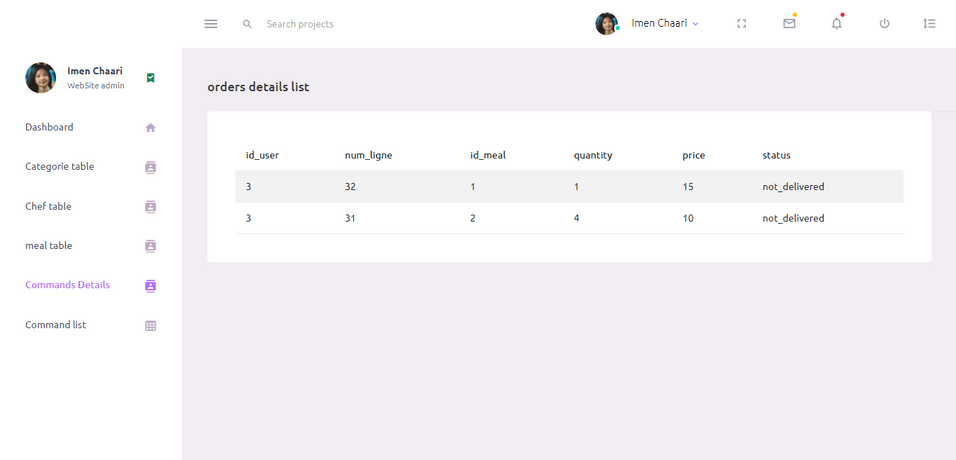 Search projects
Imen Chaari
Imen Chaari
WebSite admin
Dashboard
Categorie table
Chef table
meal table
Commands Details
Command list
orders details list
id_user num_ligne id_meal quantity price status
3 32 1 1 15 not_delivered
3 31 2 4 10 not_delivered